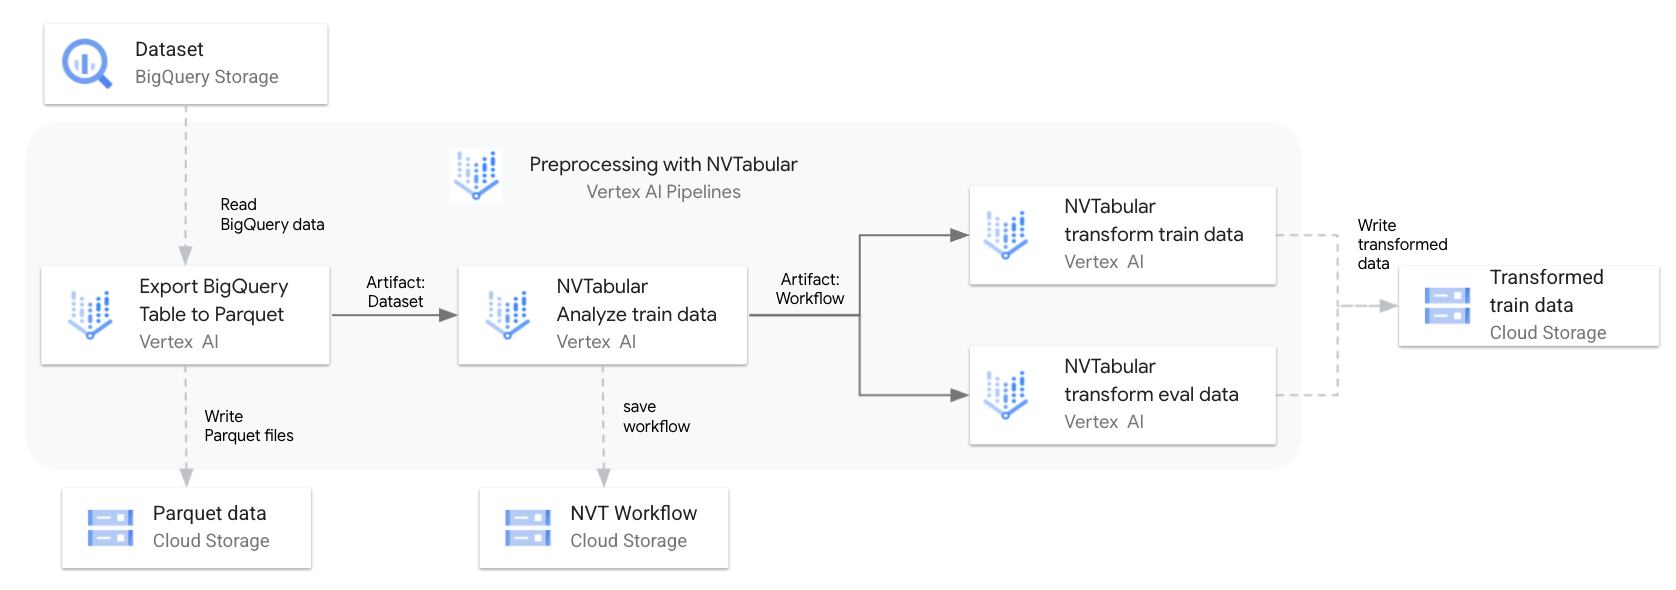 Dataset
BigQuery Storage
Preprocessing with NVTabular
Vertex AI Pipelines
Read
BigQuery data
Export BigQuery
Table to Parquet
Vertex AI
Artifact:
Dataset
NVTabular
Analyze train data
Vertex AI
Artifact:
Workflow
NVTabular
transform train data
Vertex AI
NVTabular
transform eval data
Vertex AI
Write
transformed
data
Transformed
train data
Cloud Storage
Write
Parquet files
save
workflow
Parquet data
Cloud Storage
NVT Workflow
Cloud Storage